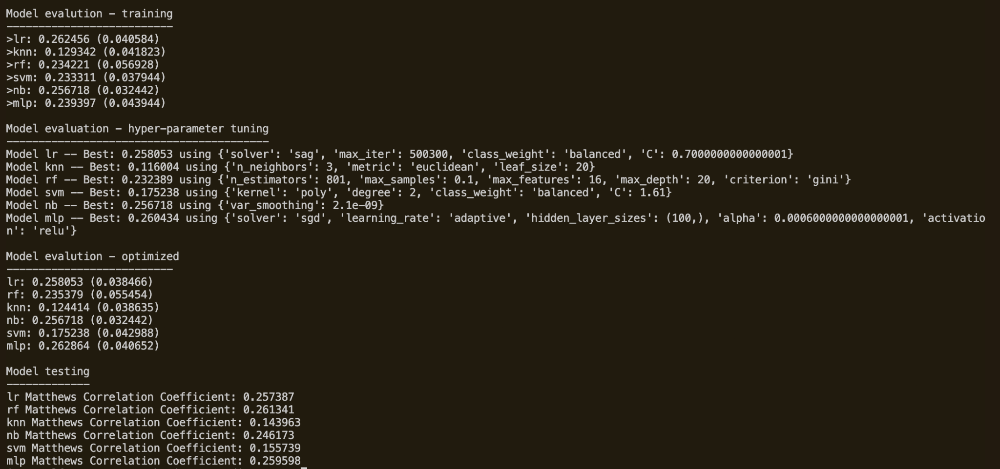 Model evalution - training
--------------------------
>lr: 0.262456 (0.040584)
>knn: 0.129342 (0.041823)
>rf: 0.234221 (0.056928)
>svm: 0.233311 (0.037944)
>nb: 0.256718 (0.032442)
>mlp: 0.239397 (0.043944)
Model evaluation - hyper-parameter tuning
-----------------------------------------
Model lr -- Best: 0.258053 using {'solver': 'sag', 'max_iter': 500300, 'class_weight': 'balanced', 'C': 0.7000000000000001}
Model knn -- Best: 0.116004 using {'n_neighbors': 3, 'metric': 'euclidean', 'leaf_size': 20}
Model rf -- Best: 0.232389 using {'n_estimators': 801, 'max_samples': 0.1, 'max_features': 16, 'max_depth': 20, 'criterion': 'gini'}
Model svm -- Best: 0.175238 using {'kernel': 'poly', 'degree': 2, 'class_weight': 'balanced', 'C': 1.61}
Model nb -- Best: 0.256718 using {'var_smoothing': 2.1e-09}
Model mlp -- Best: 0.260434 using {'solver': 'sgd', 'learning_rate': 'adaptive', 'hidden_layer_sizes': (100,), 'alpha': 0.0006000000000000001, 'activatio
n': 'relu'}
Model evalution - optimized
--------------------------
lr: 0.258053 (0.038466)
rf: 0.235379 (0.055454)
knn: 0.124414 (0.038635)
nb: 0.256718 (0.032442)
svm: 0.175238 (0.042988)
mlp: 0.262864 (0.040652)
Model testing
-------------
lr Matthews Correlation Coefficient: 0.257387
rf Matthews Correlation Coefficient: 0.261341
knn Matthews Correlation Coefficient: 0.143963
nb Matthews Correlation Coefficient: 0.246173
svm Matthews Correlation Coefficient: 0.155739
mlp Matthews Correlation Coefficient: 0.259598